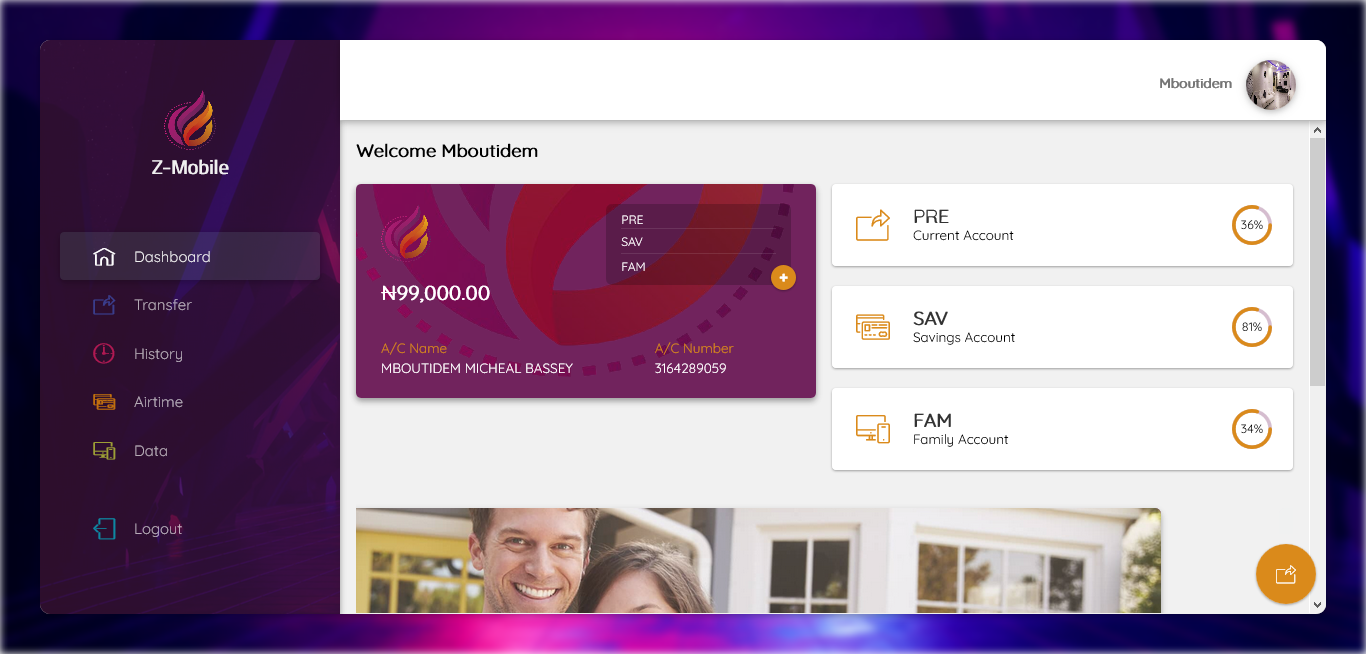 Z-Mobile
Dashboard
Transfer
History
Airtime
Data
Logout
Mboutidem
Welcome Mboutidem
PRE
SAV
FAM
₦99,000.00
A/C Name
MBOUTIDEM MICHEAL BASSEY
A/C Number
3164289059
PRE
Current Account
36%
SAV
Savings Account
81%
FAM
Family Account
34%